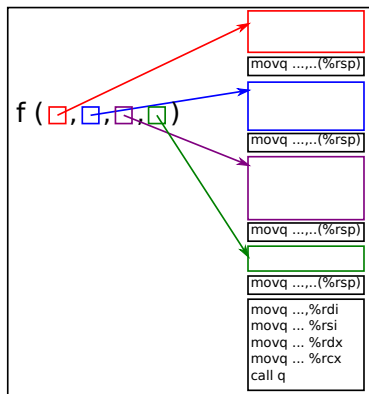 movq ...,..(%rsp)
f ( , , , )
movq ...,..(%rsp)
movq ...,..(%rsp)
movq ...,..(%rsp)
movq ...,%rdi
movq ... %rsi
movq ... %rdx
movq ... %rcx
call q